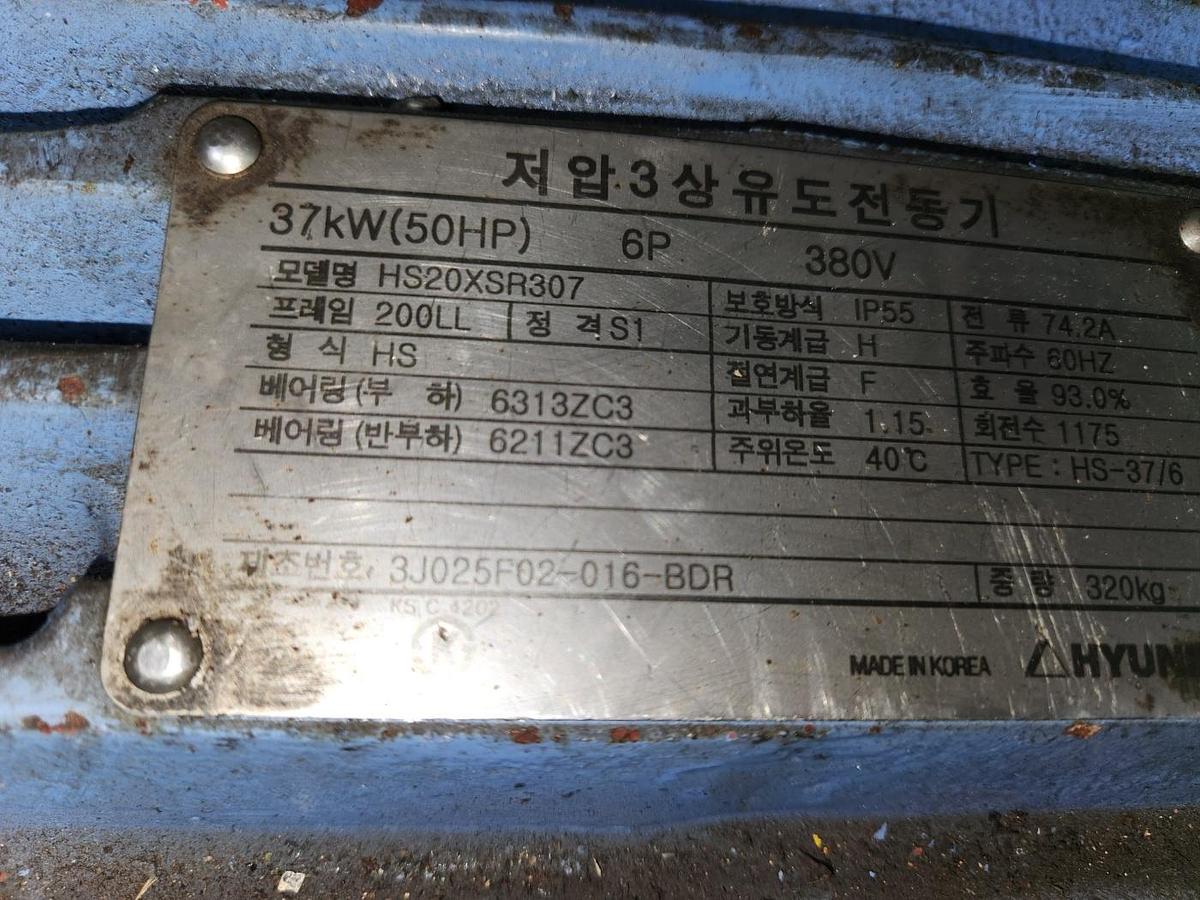 저압3상유도전동기
37kW(50HP) 6P 380V
모델명 HS20XSR307 보호방식 IP55 전 류 74.2A
프레임 200LL 정 격 S1 기동계급 H 주파수 60HZ
형 식 HS 절연계급 F 효 율 93.0%
베어링 (부 하) 6313ZC3 과부하율 1.15 회전수 1175
베어링 (반부하) 6211ZC3 주위온도 40℃ TYPE : HS-37/6
제조번호 3J025F02-016-BDR 중 량 320kg
KS C 4202
MADE IN KOREA HYUN